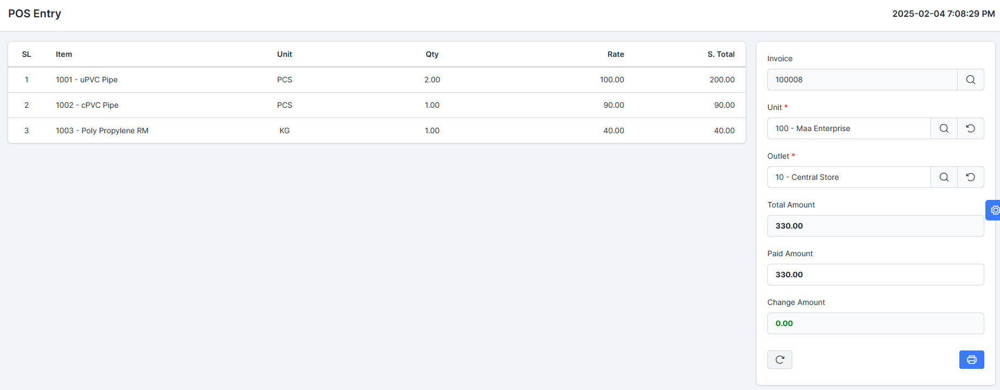 POS Entry
2025-02-04 7:08:29 PM
SL Item Unit Qty Rate S. Total
1 1001 - uPVC Pipe PCS 2.00 100.00 200.00
2 1002 - cPVC Pipe PCS 1.00 90.00 90.00
3 1003 - Poly Propylene RM KG 1.00 40.00 40.00
Invoice
100008
Unit *
100 - Maa Enterprise
Outlet *
10 - Central Store
Total Amount
330.00
Paid Amount
330.00
Change Amount
0.00